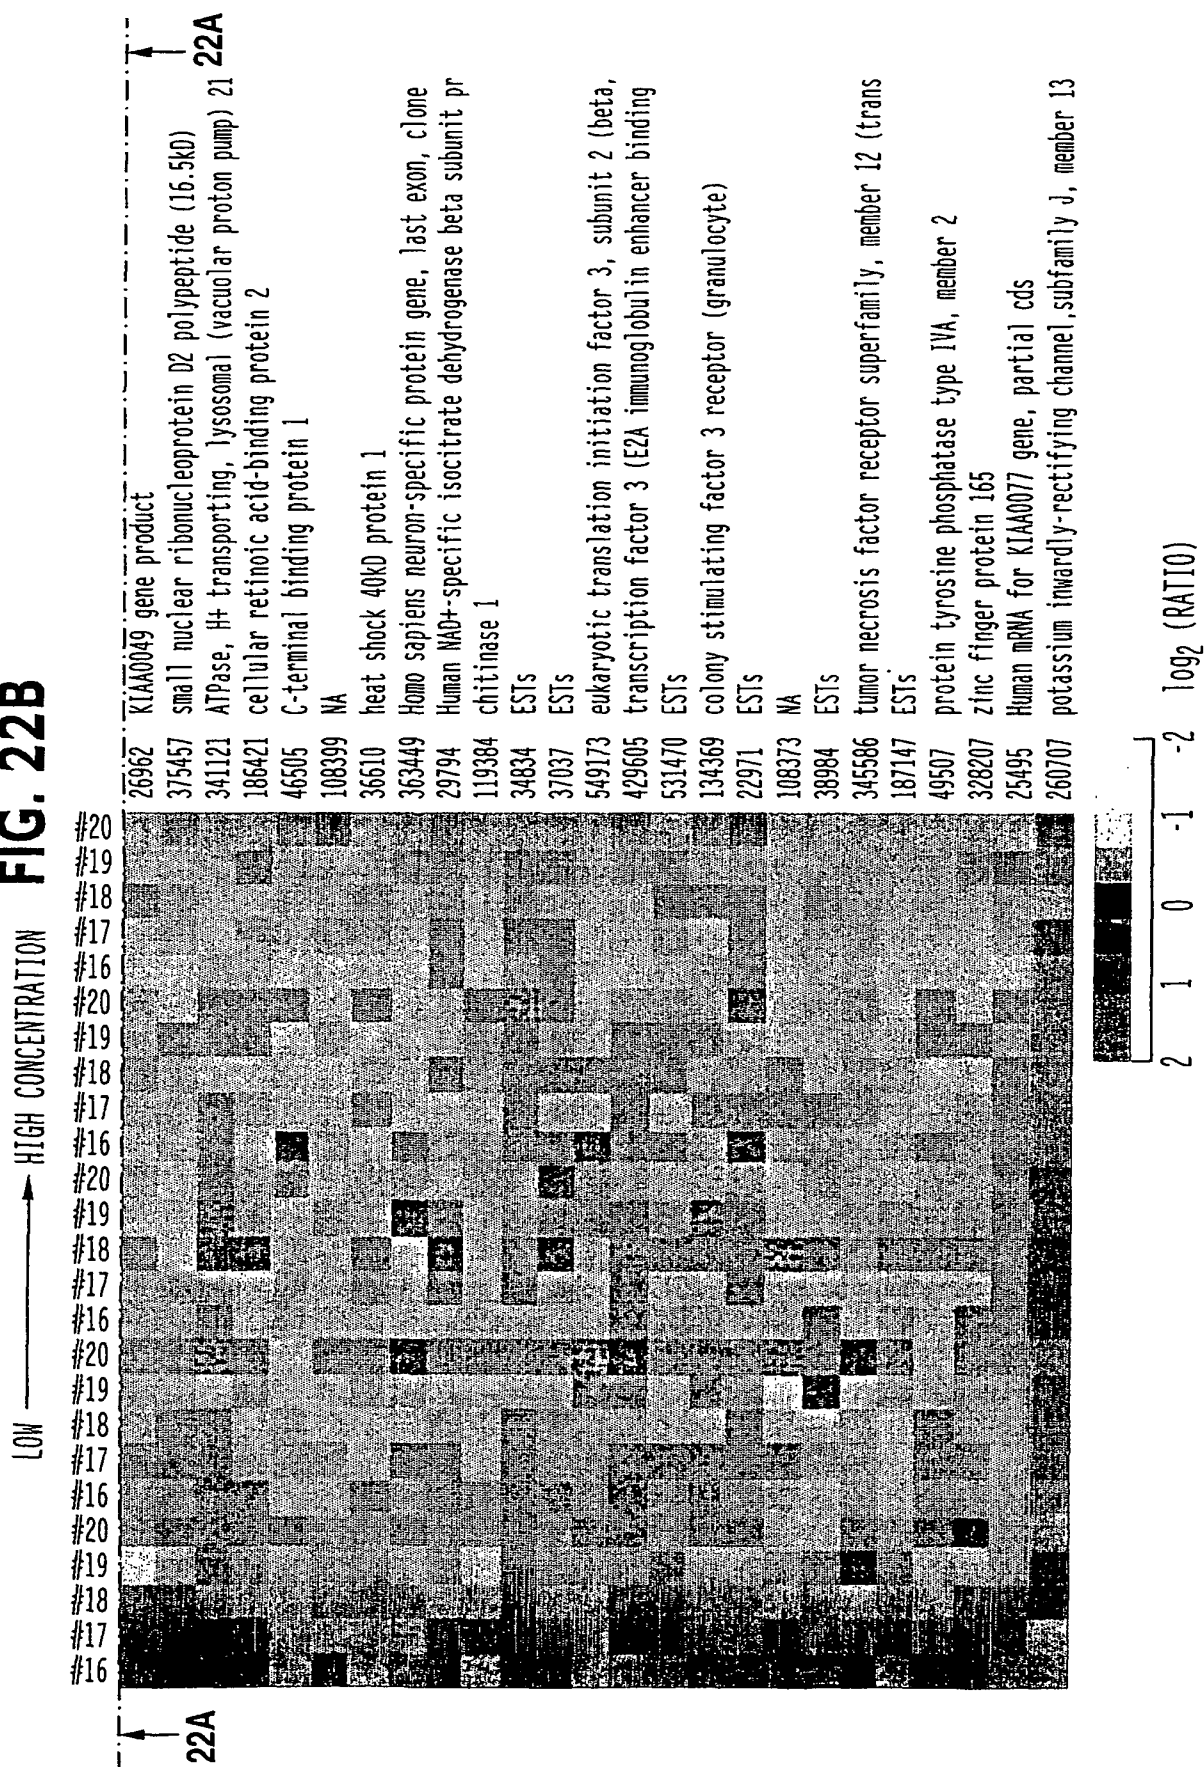 FIG. 22B
LOW HIGH CONCENTRATION
#16 #17 #18 #19 #20 #16 #17 #18 #19 #20 #16 #17 #18 #19 #20 #16 #17 #18 #19 #20 #16 #17 #18 #19 #20
22A 22A
26962 KIAA0049 gene product
375457 small nuclear ribonucleoprotein D2 polypeptide (16.5kD)
341121 ATPase, H+ transporting, lysosomal (vacuolar proton pump) 21
186421 cellular retinoic acid-binding protein 2
46505 C-terminal binding protein 1
108399 NA
36610 heat shock 40kD protein 1
363449 Homo sapiens neuron-specific protein gene, last exon, clone
29794 Human NAD+-specific isocitrate dehydrogenase beta subunit pr
119384 chitinase 1
34834 ESTs
37037 ESTs
549173 eukaryotic translation initiation factor 3, subunit 2 (beta,
429605 transcription factor 3 (E2A immunoglobulin enhancer binding
531470 ESTs
134369 colony stimulating factor 3 receptor (granulocyte)
22971 ESTs
108373 NA
38984 ESTs
345586 tumor necrosis factor receptor superfamily, member 12 (trans
187147 ESTs
49507 protein tyrosine phosphatase type IVA, member 2
328207 zinc finger protein 165
25495 Human mRNA for KIAA0077 gene, partial cds
260707 potassium inwardly-rectifying channel,subfamily J, member 13
2 1 0 -1 -2 log2 (RATIO)